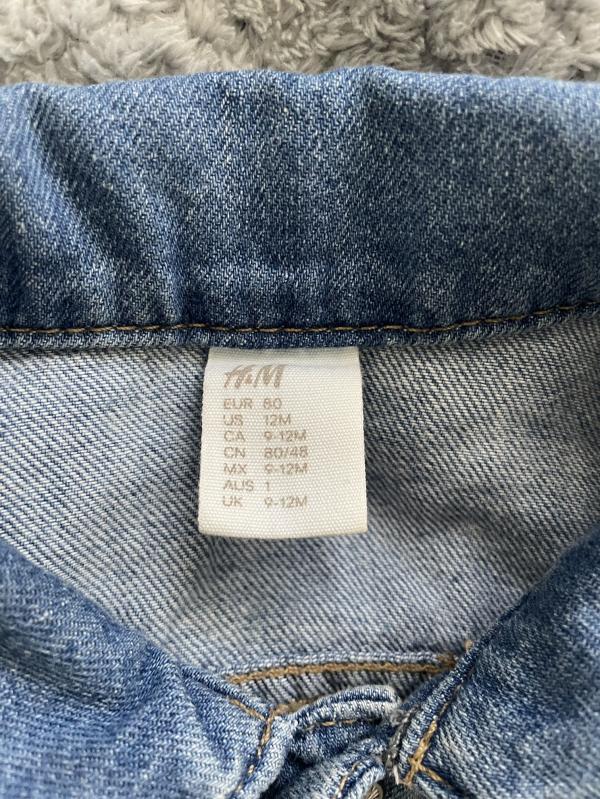 H&M
EUR 80
US 12M
CA 9-12M
CN 80/48
MX 9-12M
AUS 1
UK 9-12M